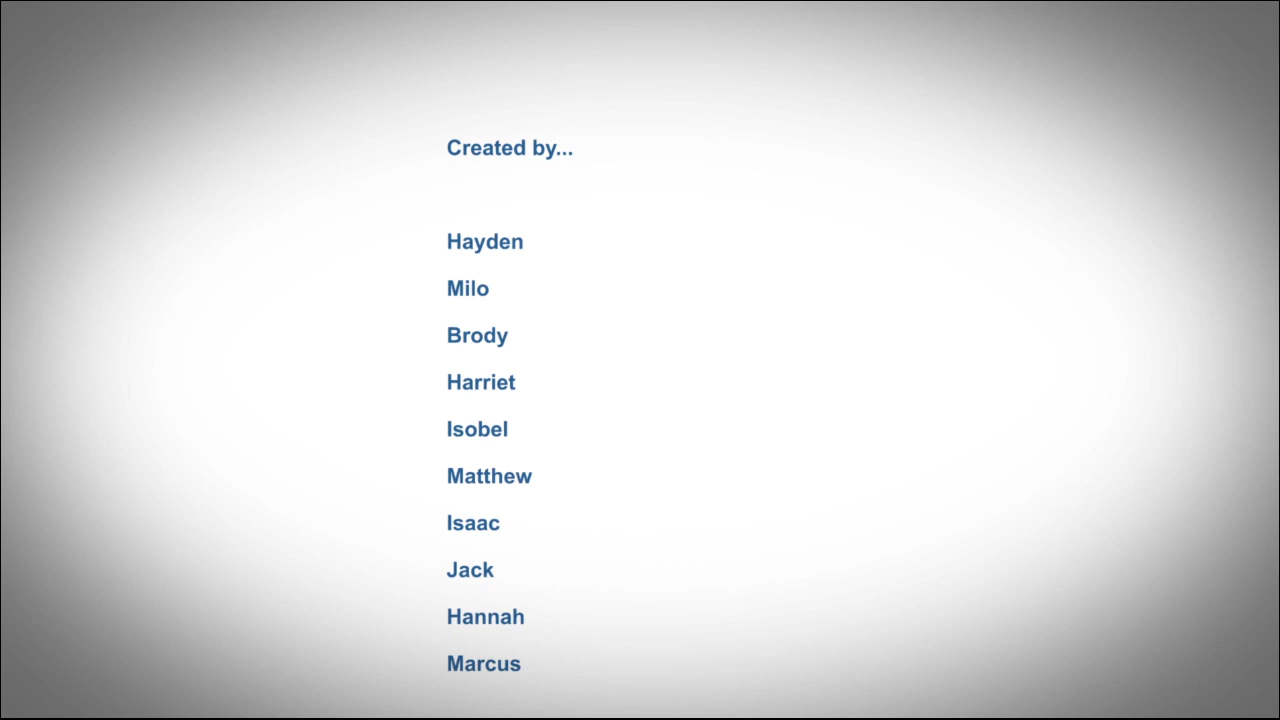 Created by...
Hayden
Milo
Brody
Harriet
Isobel
Matthew
Isaac
Jack
Hannah
Marcus